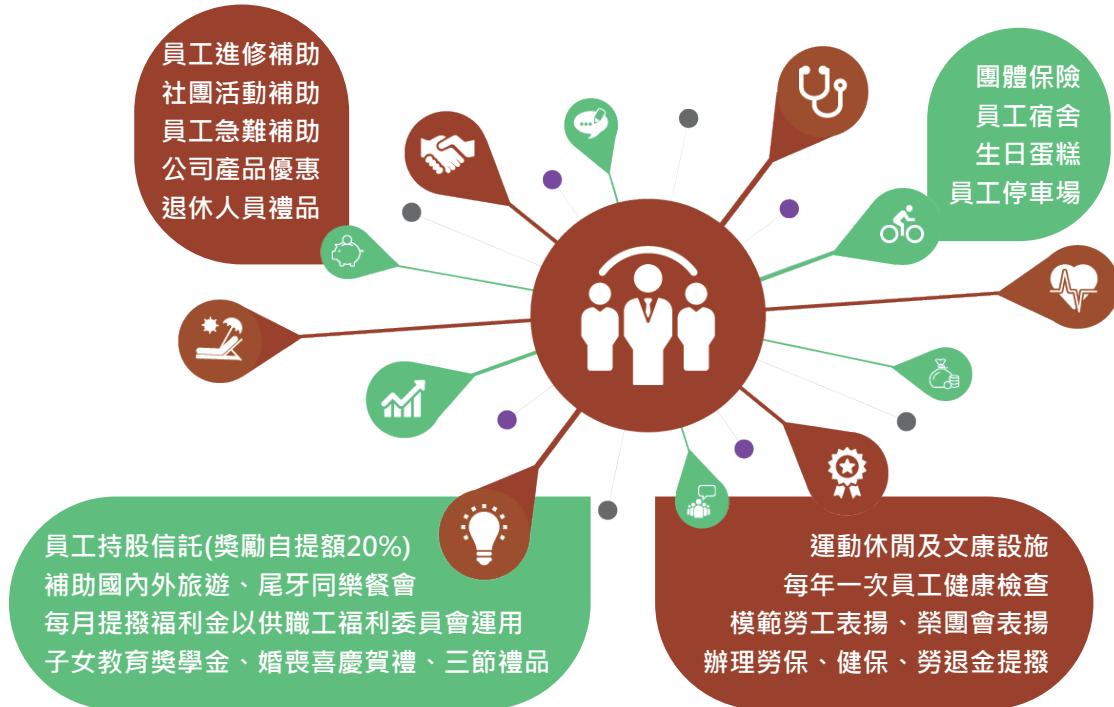 員工進修補助
社團活動補助
員工急難補助
公司產品優惠
退休人員禮品
團體保險
員工宿舍
生日蛋糕
員工停車場
員工持股信託(獎勵自提額20%)
補助國內外旅遊、尾牙同樂餐會
每月提撥福利金以供職工福利委員會運用
子女教育獎學金、婚喪喜慶賀禮、三節禮品
運動休閒及文康設施
每年一次員工健康檢查
模範勞工表揚、榮團會表揚
辦理勞保、健保、勞退金提撥